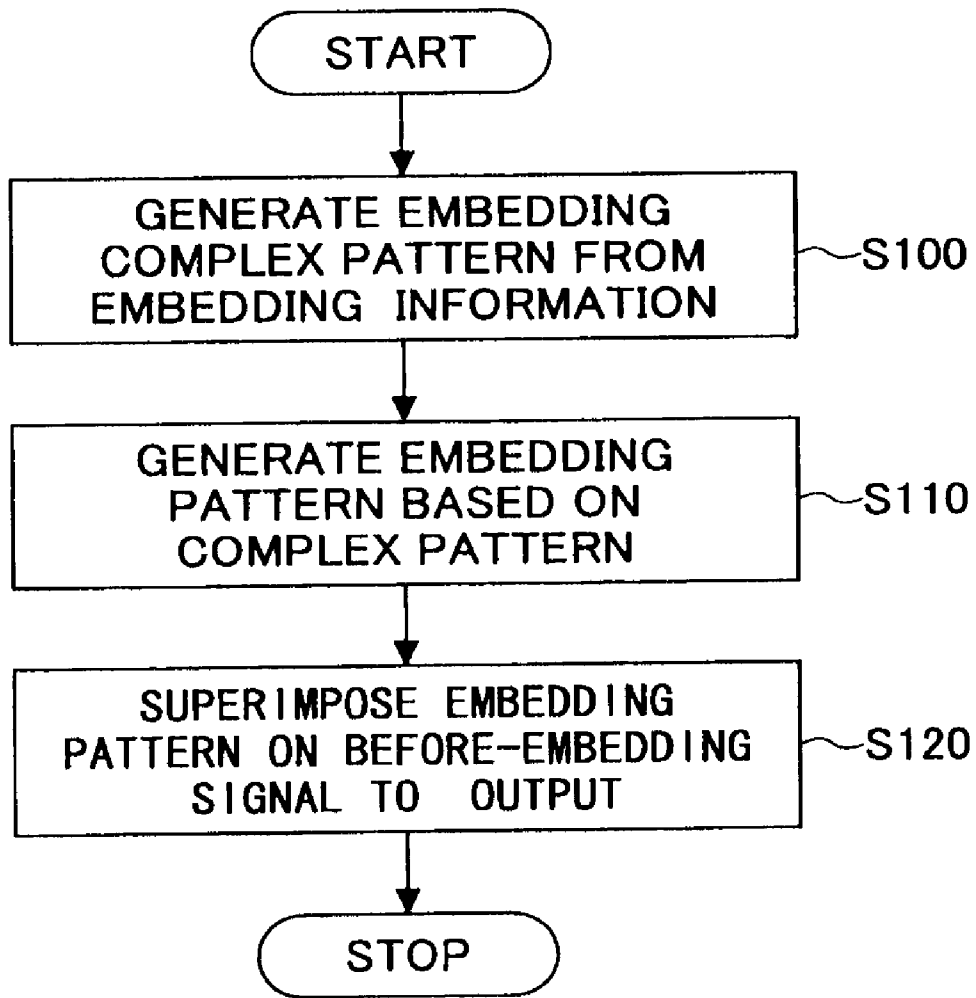 START
GENERATE EMBEDDING
COMPLEX PATTERN FROM
EMBEDDING INFORMATION
S100
GENERATE EMBEDDING
PATTERN BASED ON
COMPLEX PATTERN
S110
SUPERIMPOSE EMBEDDING
PATTERN ON BEFORE-EMBEDDING
SIGNAL TO OUTPUT
S120
STOP